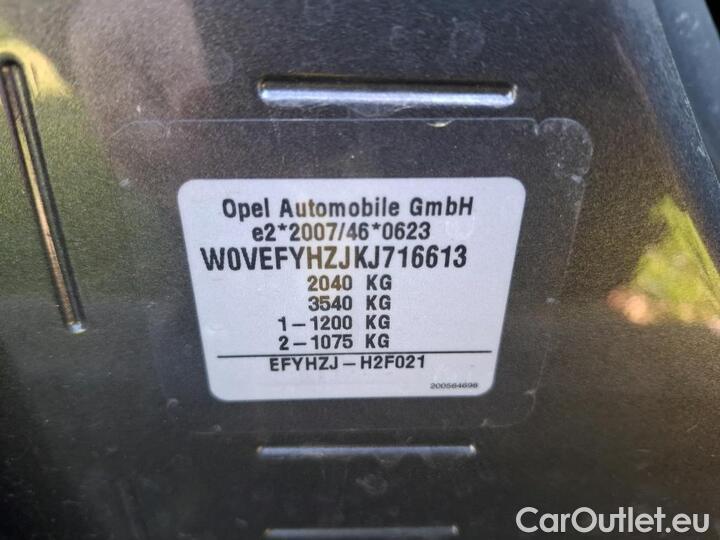 Opel Automobile GmbH
e2*2007/46*0623
W0VEFYHZJKJ716613
2040 KG
3540 KG
1-1200 KG
2-1075 KG
EFYHZJ-H2F021
200564696
CarOutlet.eu